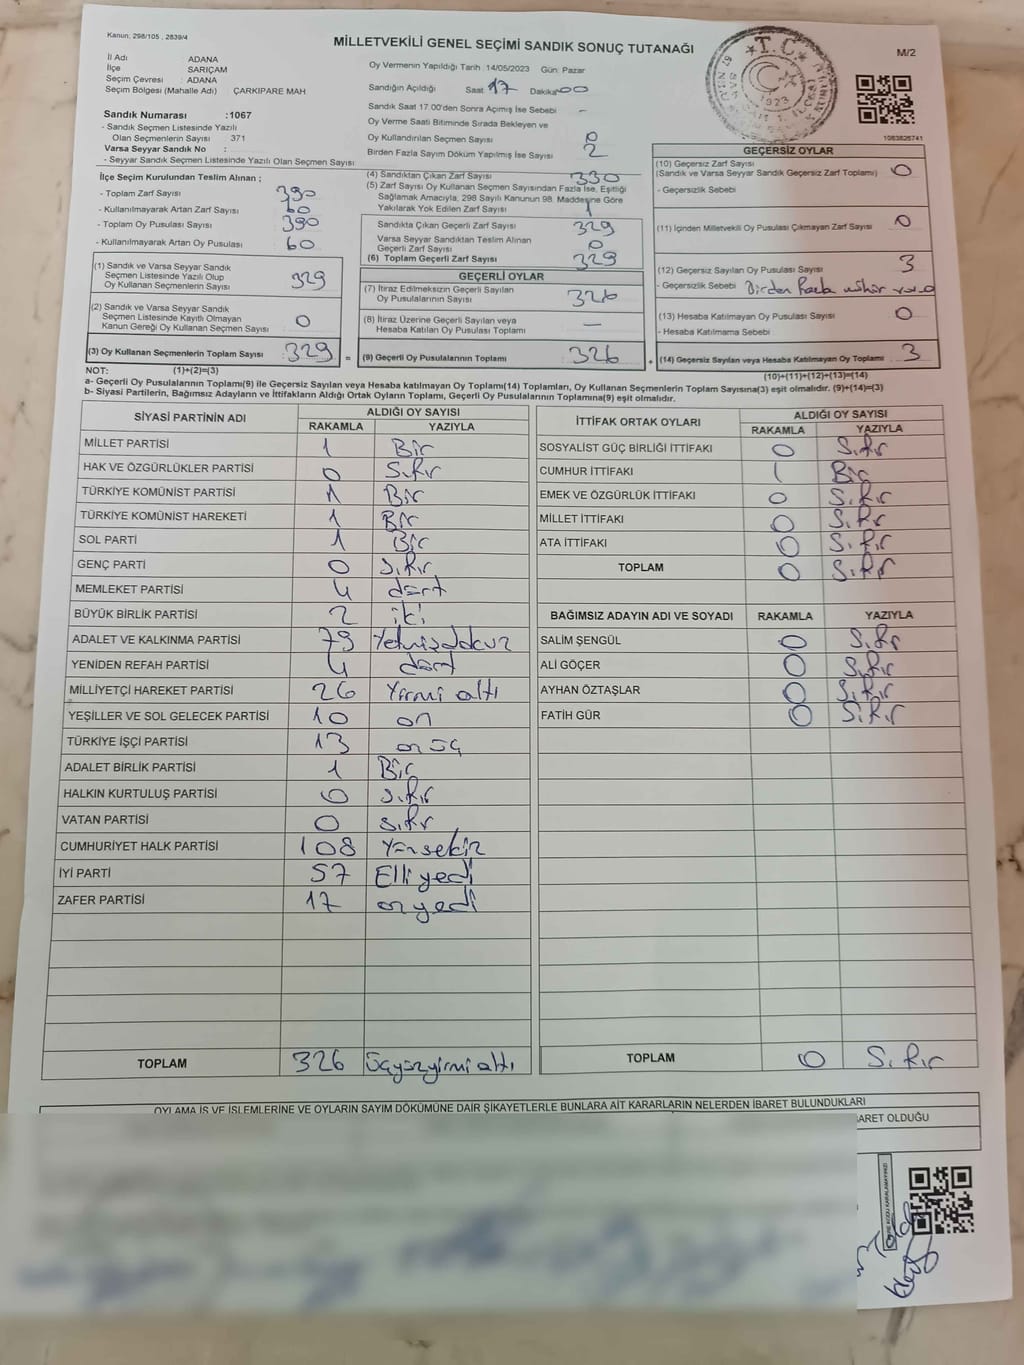 Kanun: 298/105 , 2839/4
MİLLETVEKİLİ GENEL SEÇİMİ SANDIK SONUÇ TUTANAĞI
M/2
T.C.
1923
1083826741
İl Adı ADANA
İlçe SARIÇAM
Seçim Çevresi ADANA
Seçim Bölgesi (Mahalle Adı) ÇARKIPARE MAH
Sandık Numarası :1067
- Sandık Seçmen Listesinde Yazılı
Olan Seçmenlerin Sayısı 371
Varsa Seyyar Sandık No :
- Seyyar Sandık Seçmen Listesinde Yazılı Olan Seçmen Sayısı
Oy Vermenin Yapıldığı Tarih 14/05/2023 Gün: Pazar
Sandığın Açıldığı Saat 17 Dakika 00
Sandık Saat 17.00'den Sonra Açımış İse Sebebi -
Oy Verme Saati Bitiminde Sırada Bekleyen ve
Oy Kullandırılan Seçmen Sayısı 0
Birden Fazla Sayım Döküm Yapılmış İse Sayısı 2
İlçe Seçim Kurulundan Teslim Alınan ;
- Toplam Zarf Sayısı 390
- Kullanılmayarak Artan Zarf Sayısı 60
- Toplam Oy Pusulası Sayısı 390
- Kullanılmayarak Artan Oy Pusulası 60
(1) Sandık ve Varsa Seyyar Sandık
Seçmen Listesinde Yazılı Olup
Oy Kullanan Seçmenlerin Sayısı 329
(2) Sandık ve Varsa Seyyar Sandık
Seçmen Listesinde Kayıtlı Olmayan
Kanun Gereği Oy Kullanan Seçmen Sayısı 0
(3) Oy Kullanan Seçmenlerin Toplam Sayısı 329 =
(4) Sandıktan Çıkan Zarf Sayısı 330
(5) Zarf Sayısı Oy Kullanan Seçmen Sayısından Fazla İse, Eşitliği
Sağlamak Amacıyla, 298 Sayılı Kanunun 98. Maddesine Göre
Yakılarak Yok Edilen Zarf Sayısı 1
Sandıkta Çıkan Geçerli Zarf Sayısı 329
Varsa Seyyar Sandıktan Teslim Alınan
Geçerli Zarf Sayısı 0
(6) Toplam Geçerli Zarf Sayısı 329
GEÇERLİ OYLAR
(7) İtiraz Edilmeksizin Geçerli Sayılan
Oy Pusulalarının Sayısı 326
(8) İtiraz Üzerine Geçerli Sayılan veya
Hesaba Katılan Oy Pusulası Toplamı —
(9) Geçerli Oy Pusulalarının Toplamı 326 +
GEÇERSİZ OYLAR
(10) Geçersiz Zarf Sayısı
(Sandık ve Varsa Seyyar Sandık Geçersiz Zarf Toplamı) 0
- Geçersizlik Sebebi
(11) İçinden Milletvekili Oy Pusulası Çıkmayan Zarf Sayısı 0
(12) Geçersiz Sayılan Oy Pusulası Sayısı 3
- Geçersizlik Sebebi Birden fazla mühür
(13) Hesaba Katılmayan Oy Pusulası Sayısı 0
- Hesaba Katılmama Sebebi
(14) Geçersiz Sayılan veya Hesaba Katılmayan Oy Toplamı 3
NOT: (1)+(2)=(3)
(10)+(11)+(12)+(13)=(14)
a- Geçerli Oy Pusulalarının Toplamı(9) ile Geçersiz Sayılan veya Hesaba katılmayan Oy Toplamı(14) Toplamları, Oy Kullanan Seçmenlerin Toplam Sayısına(3) eşit olmalıdır. (9)+(14)=(3)
b- Siyasi Partilerin, Bağımsız Adayların ve İttifakların Aldığı Ortak Oyların Toplamı, Geçerli Oy Pusulalarının Toplamına(9) eşit olmalıdır.
SİYASİ PARTİNİN ADI ALDIĞI OY SAYISI
RAKAMLA YAZIYLA
MİLLET PARTİSİ 1 Bir
HAK VE ÖZGÜRLÜKLER PARTİSİ 0 Sıfır
TÜRKİYE KOMÜNİST PARTİSİ 1 Bir
TÜRKİYE KOMÜNİST HAREKETİ 1 Bir
SOL PARTİ 1 Bir
GENÇ PARTİ 0 Sıfır
MEMLEKET PARTİSİ 4 dört
BÜYÜK BİRLİK PARTİSİ 2 iki
ADALET VE KALKINMA PARTİSİ 79 Yetmişdokuz
YENİDEN REFAH PARTİSİ 4 dört
MİLLİYETÇİ HAREKET PARTİSİ 26 Yirmi altı
YEŞİLLER VE SOL GELECEK PARTİSİ 10 on
TÜRKİYE İŞÇİ PARTİSİ 13 onüç
ADALET BİRLİK PARTİSİ 1 Bir
HALKIN KURTULUŞ PARTİSİ 0 sıfır
VATAN PARTİSİ 0 sıfır
CUMHURİYET HALK PARTİSİ 108 Yüzsekiz
İYİ PARTİ 57 Elli yedi
ZAFER PARTİSİ 17 on yedi
TOPLAM 326 Üçyüzyirmi altı
İTTİFAK ORTAK OYLARI ALDIĞI OY SAYISI
RAKAMLA YAZIYLA
SOSYALİST GÜÇ BİRLİĞİ İTTİFAKI 0 Sıfır
CUMHUR İTTİFAKI 1 Bir
EMEK VE ÖZGÜRLÜK İTTİFAKI 0 Sıfır
MİLLET İTTİFAKI 0 Sıfır
ATA İTTİFAKI 0 Sıfır
TOPLAM 0 Sıfır
BAĞIMSIZ ADAYIN ADI VE SOYADI RAKAMLA YAZIYLA
SALİM ŞENGÜL 0 Sıfır
ALİ GÖÇER 0 Sıfır
AYHAN ÖZTAŞLAR 0 Sıfır
FATİH GÜR 0 Sıfır
TOPLAM 0 Sıfır
OYLAMA İŞ VE İŞLEMLERİNE VE OYLARIN SAYIM DÖKÜMÜNE DAİR ŞİKAYETLERLE BUNLARA AİT KARARLARIN NELERDEN İBARET BULUNDUKLARI
BARET OLDUĞU